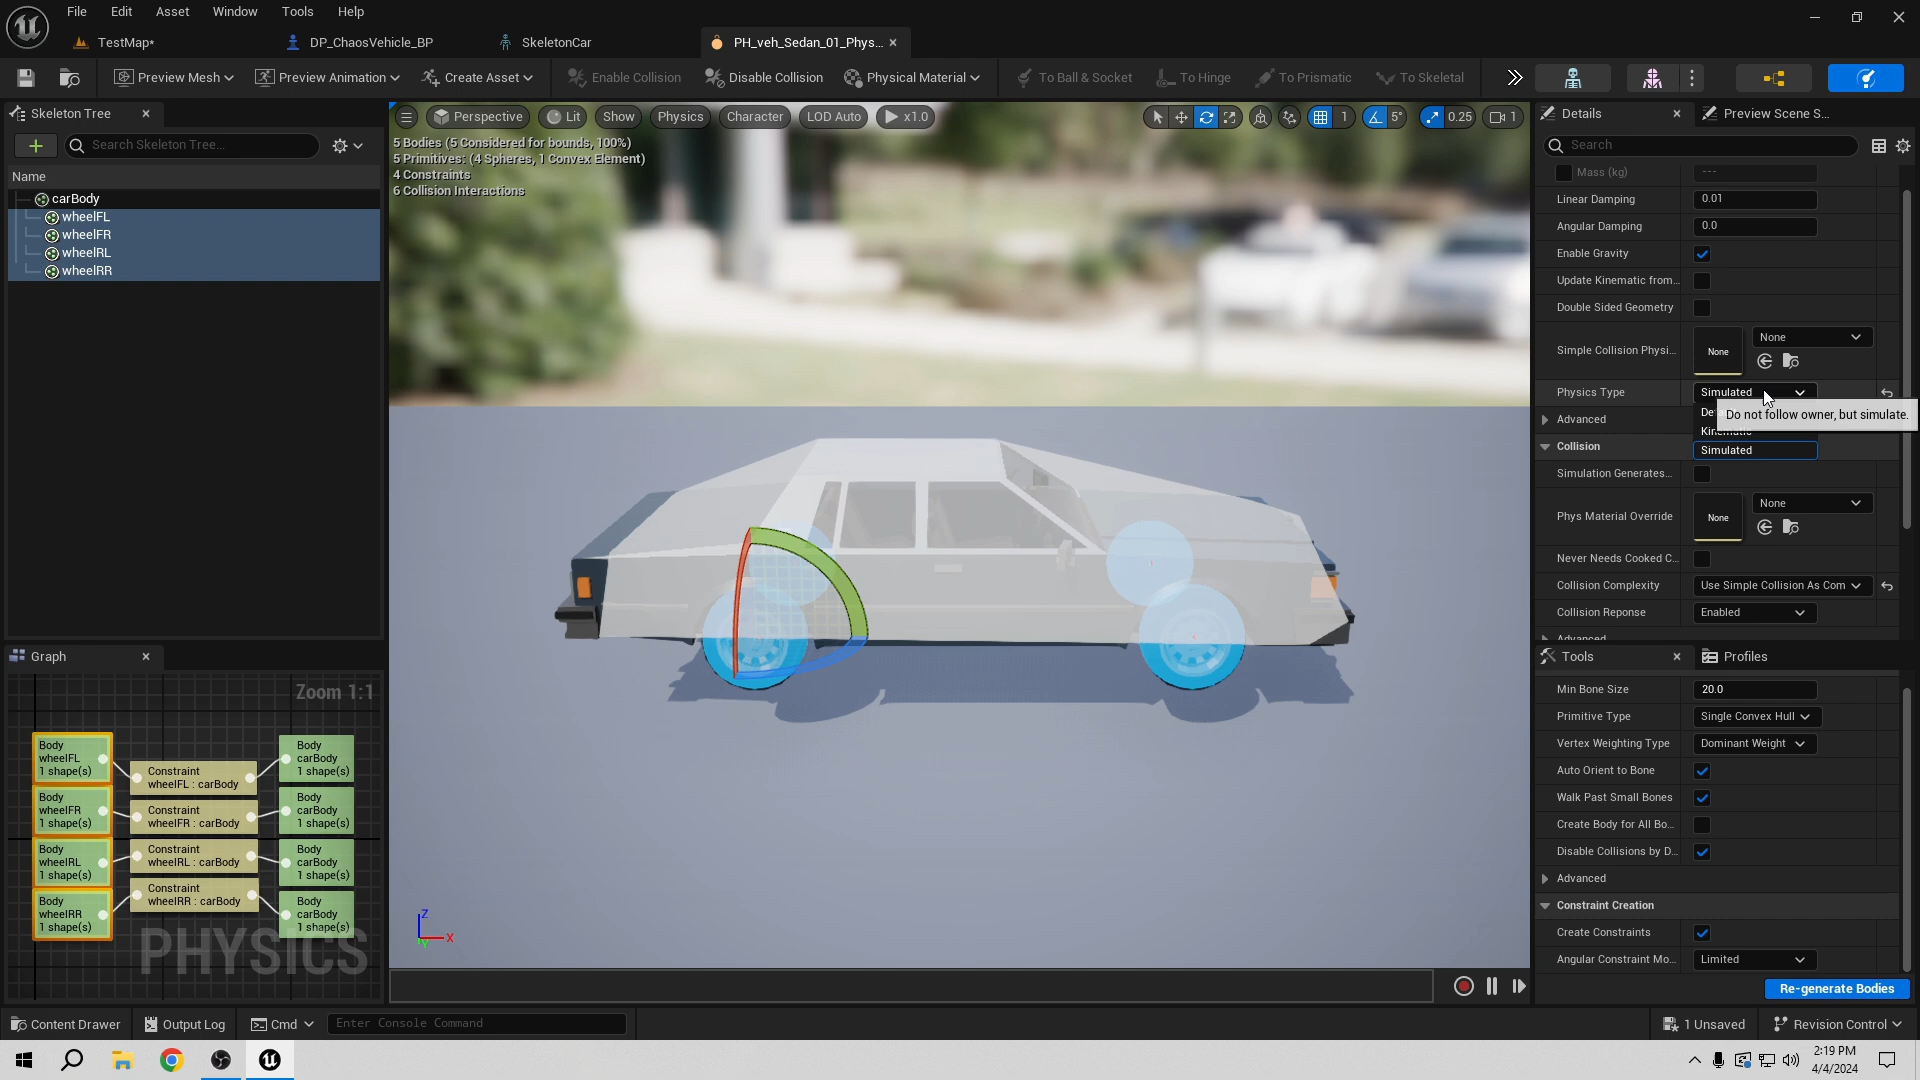 File Edit Asset Window Tools Help
TestMap* DP_ChaosVehicle_BP SkeletonCar PH_veh_Sedan_01_Phys...
Preview Mesh Preview Animation Create Asset Enable Collision Disable Collision Physical Material To Ball & Socket To Hinge To Prismatic To Skeletal
Skeleton Tree
Search Skeleton Tree...
Name
carBody
wheelFL
wheelFR
wheelRL
wheelRR
Graph
Zoom 1:1
Body
wheelFL
1 shape(s)
Body
wheelFR
1 shape(s)
Body
wheelRL
1 shape(s)
Body
wheelRR
1 shape(s)
Constraint
wheelFL : carBody
Constraint
wheelFR : carBody
Constraint
wheelRL : carBody
Constraint
wheelRR : carBody
Body
carBody
1 shape(s)
Body
carBody
1 shape(s)
Body
carBody
1 shape(s)
Body
carBody
1 shape(s)
PHYSICS
Perspective Lit Show Physics Character LOD Auto x1.0 1 5° 0.25 1
5 Bodies (5 Considered for bounds, 100%)
5 Primitives: (4 Spheres, 1 Convex Element)
4 Constraints
6 Collision Interactions
Z
X
Y
Details Preview Scene S...
Search
Mass (kg) ---
Linear Damping 0.01
Angular Damping 0.0
Enable Gravity
Update Kinematic from...
Double Sided Geometry
Simple Collision Physi... None None
Physics Type Simulated
Do not follow owner, but simulate.
Advanced
Kinematic
Collision
Simulated
Simulation Generates...
Phys Material Override None None
Never Needs Cooked C...
Collision Complexity Use Simple Collision As Com
Collision Reponse Enabled
Advanced
Tools Profiles
Min Bone Size 20.0
Primitive Type Single Convex Hull
Vertex Weighting Type Dominant Weight
Auto Orient to Bone
Walk Past Small Bones
Create Body for All Bo...
Disable Collisions by D...
Advanced
Constraint Creation
Create Constraints
Angular Constraint Mo... Limited
Re-generate Bodies
Content Drawer Output Log Cmd Enter Console Command 1 Unsaved Revision Control
2:19 PM
4/4/2024